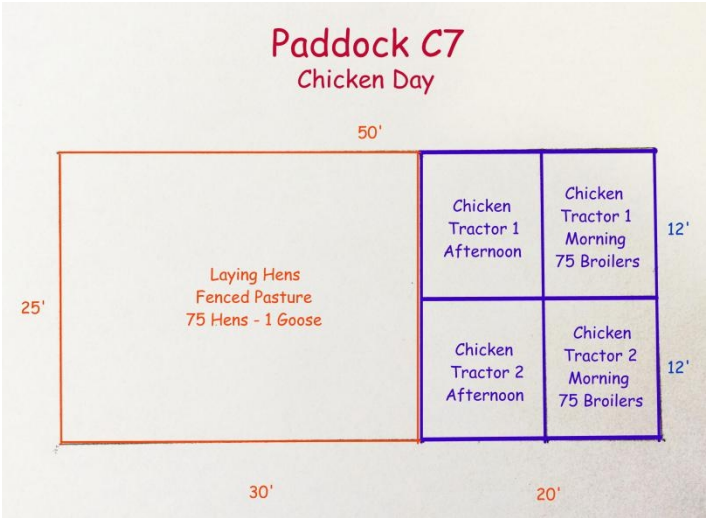 Paddock C7
Chicken Day
50'
Chicken
Tractor 1
Afternoon
Chicken
Tractor 1
Morning
75 Broilers
12'
Laying Hens
Fenced Pasture
75 Hens - 1 Goose
25'
Chicken
Tractor 2
Afternoon
Chicken
Tractor 2
Morning
75 Broilers
12'
30'
20'